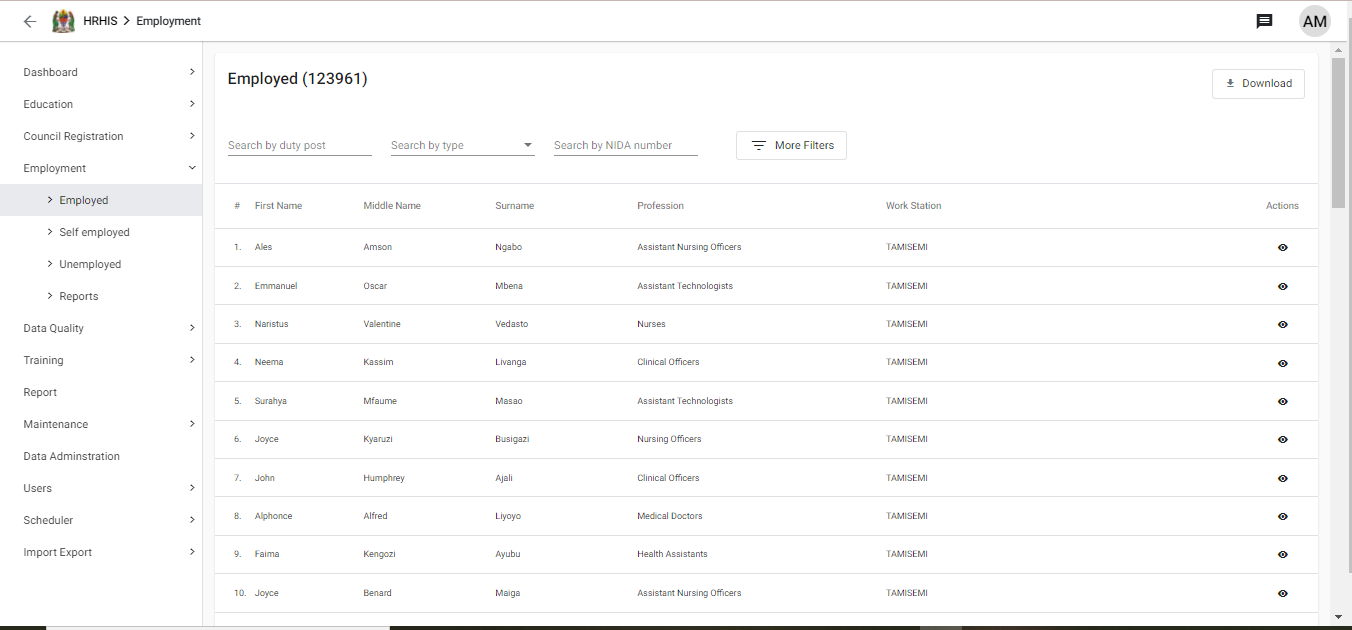 HRHIS > Employment
AM
Dashboard
Education
Council Registration
Employment
Employed
Self employed
Unemployed
Reports
Data Quality
Training
Report
Maintenance
Data Adminstration
Users
Scheduler
Import Export
Employed (123961)
Download
Search by duty post Search by type Search by NIDA number More Filters
# First Name Middle Name Surname Profession Work Station Actions
1. Ales Amson Ngabo Assistant Nursing Officers TAMISEMI
2. Emmanuel Oscar Mbena Assistant Technologists TAMISEMI
3. Naristus Valentine Vedasto Nurses TAMISEMI
4. Neema Kassim Livanga Clinical Officers TAMISEMI
5. Surahya Mfaume Masao Assistant Technologists TAMISEMI
6. Joyce Kyaruzi Busigazi Nursing Officers TAMISEMI
7. John Humphrey Ajali Clinical Officers TAMISEMI
8. Alphonce Alfred Liyoyo Medical Doctors TAMISEMI
9. Faima Kengozi Ayubu Health Assistants TAMISEMI
10. Joyce Benard Maiga Assistant Nursing Officers TAMISEMI